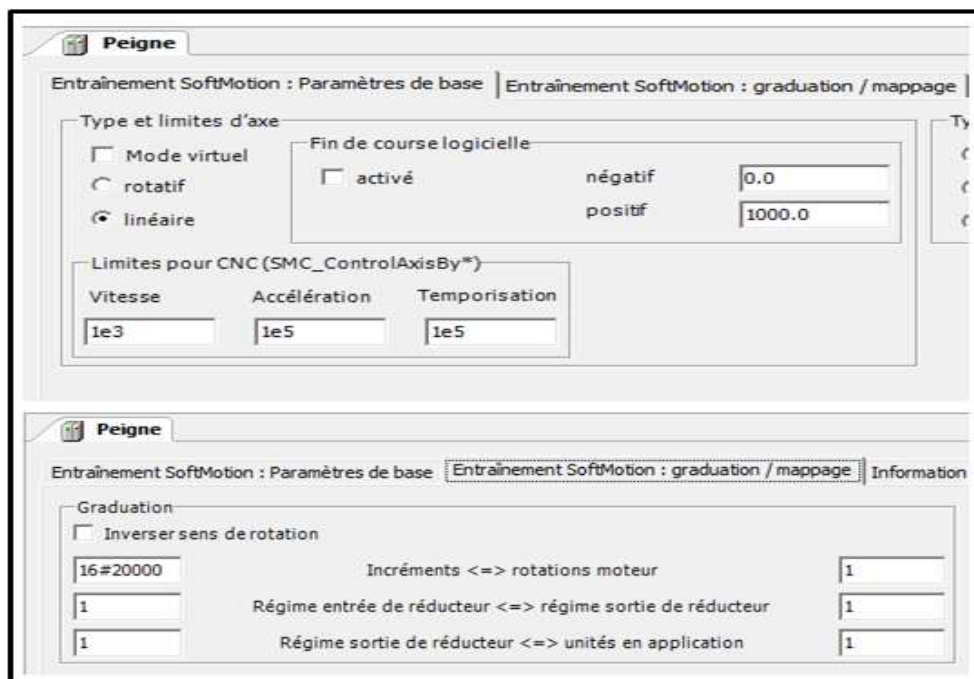 Peigne
Entraînement SoftMotion : Paramètres de base Entraînement SoftMotion : graduation / mappage
Type et limites d'axe Ty
Mode virtuel Fin de course logicielle
rotatif activé négatif 0.0
linéaire positif 1000.0
Limites pour CNC (SMC_ControlAxisBy*)
Vitesse Accélération Temporisation
1e3 1e5 1e5
Peigne
Entraînement SoftMotion : Paramètres de base Entraînement SoftMotion : graduation / mappage Information
Graduation
Inverser sens de rotation
16#20000 Incréments <=> rotations moteur 1
1 Régime entrée de réducteur <=> régime sortie de réducteur 1
1 Régime sortie de réducteur <=> unités en application 1